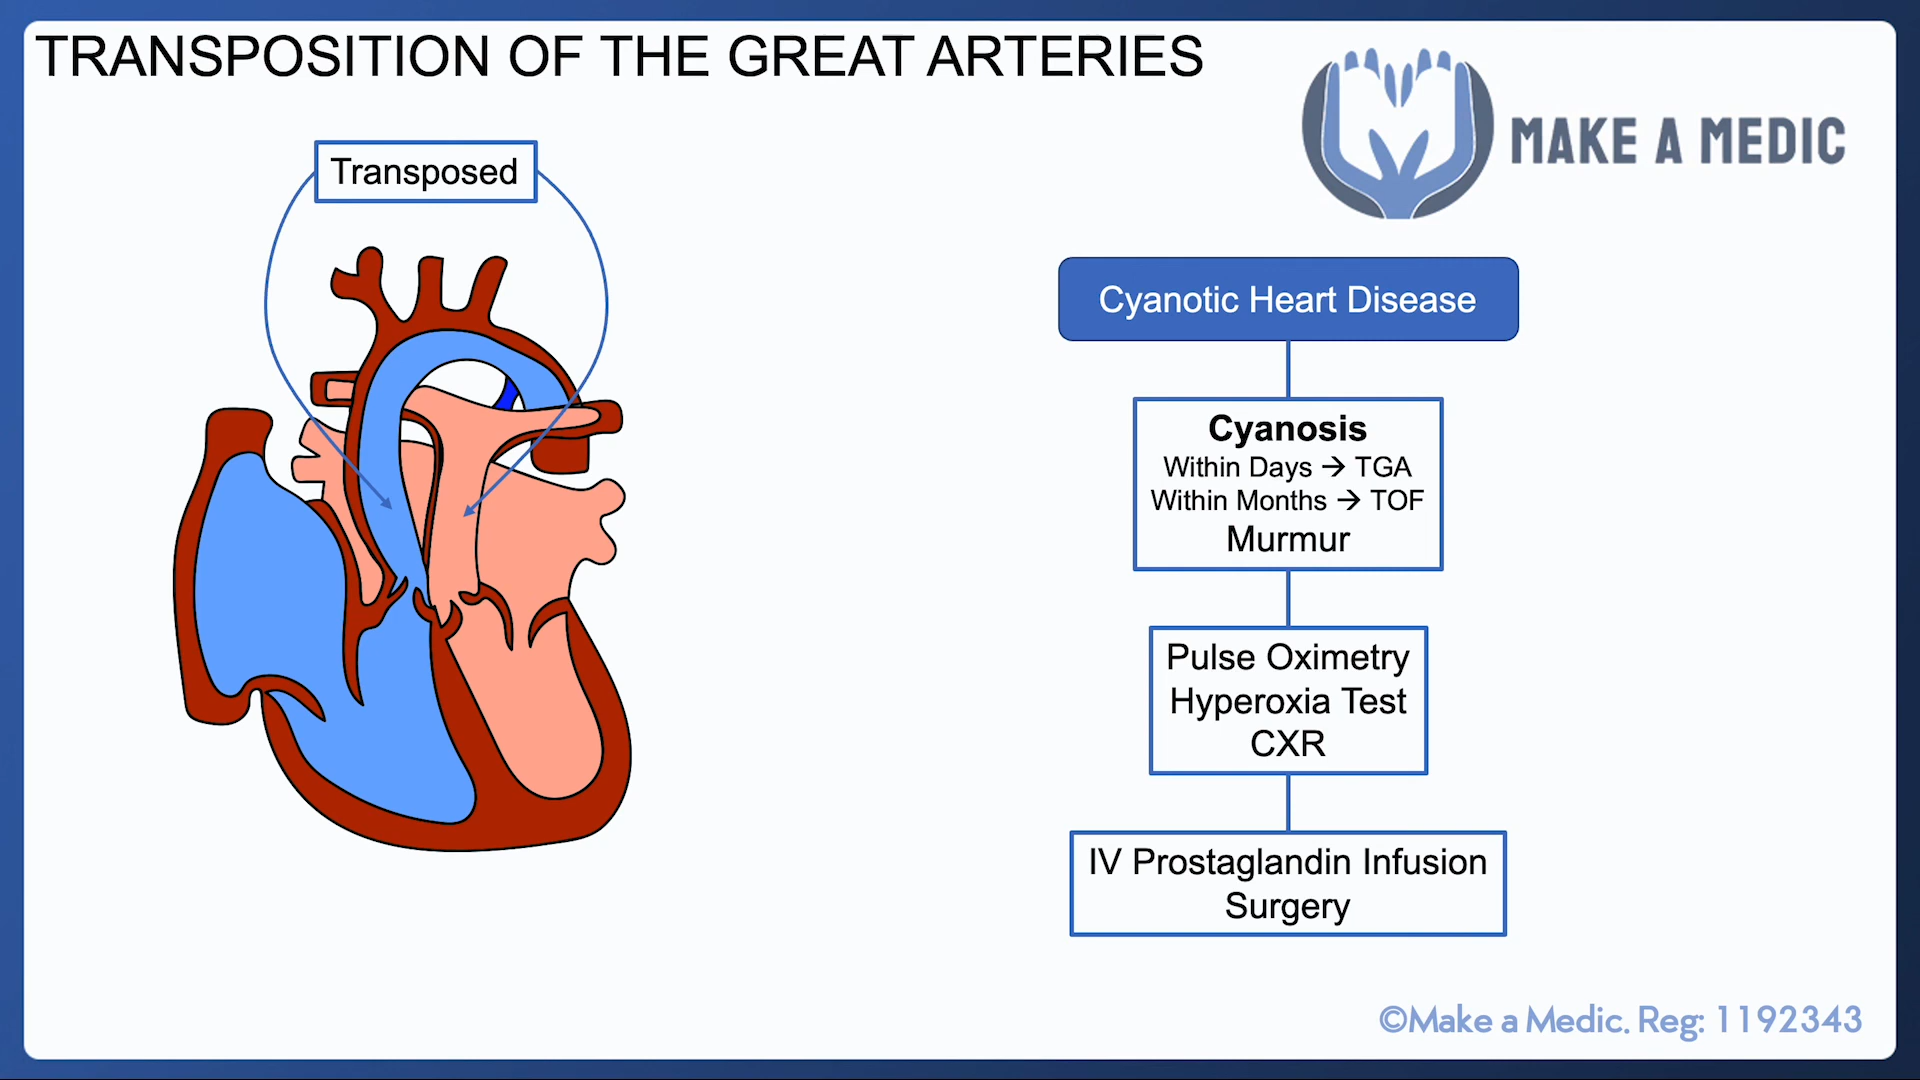 TRANSPOSITION OF THE GREAT ARTERIES
MAKE A MEDIC
Transposed
Cyanotic Heart Disease
Cyanosis
Within Days → TGA
Within Months → TOF
Murmur
Pulse Oximetry
Hyperoxia Test
CXR
IV Prostaglandin Infusion
Surgery
©Make a Medic. Reg: 1192343